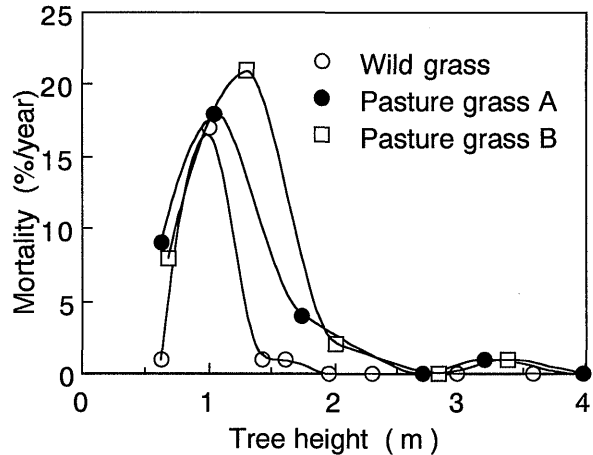 25
20
15
10
5
0
Mortality (%/year)
Wild grass
Pasture grass A
Pasture grass B
0 1 2 3 4
Tree height ( m )